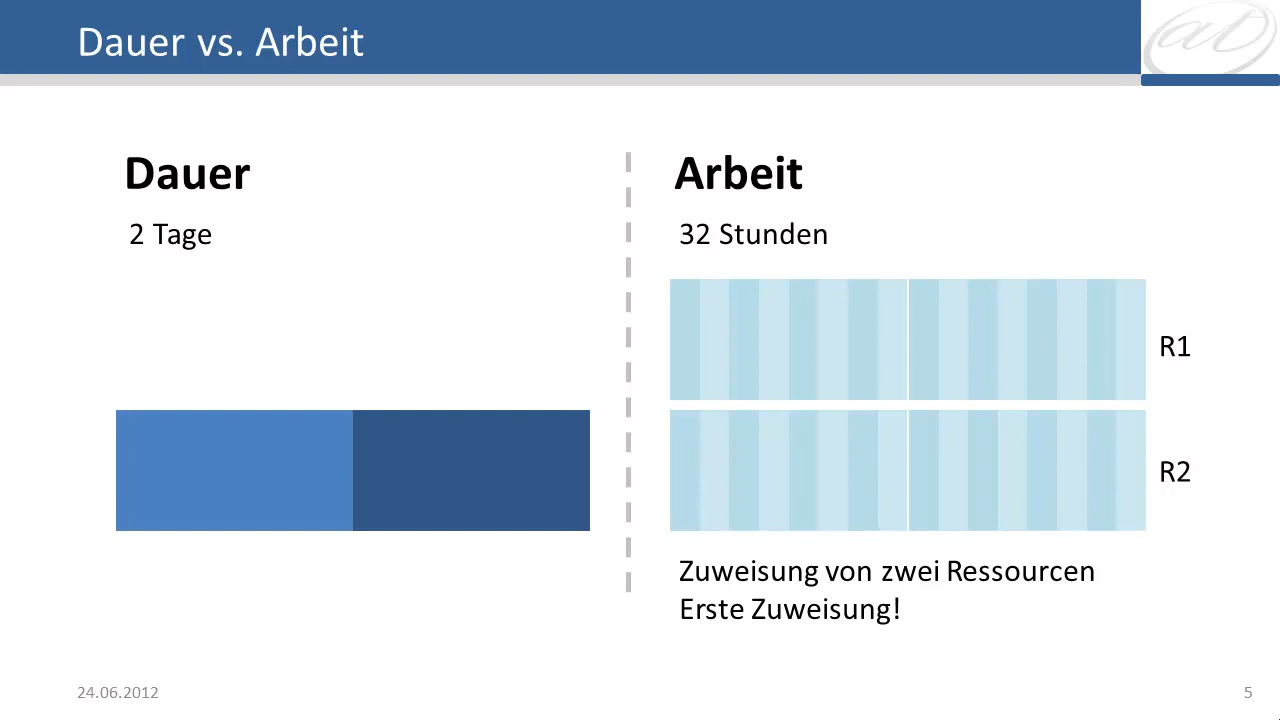 Dauer vs. Arbeit
at
Dauer
2 Tage
Arbeit
32 Stunden
R1
R2
Zuweisung von zwei Ressourcen
Erste Zuweisung!
24.06.2012
5